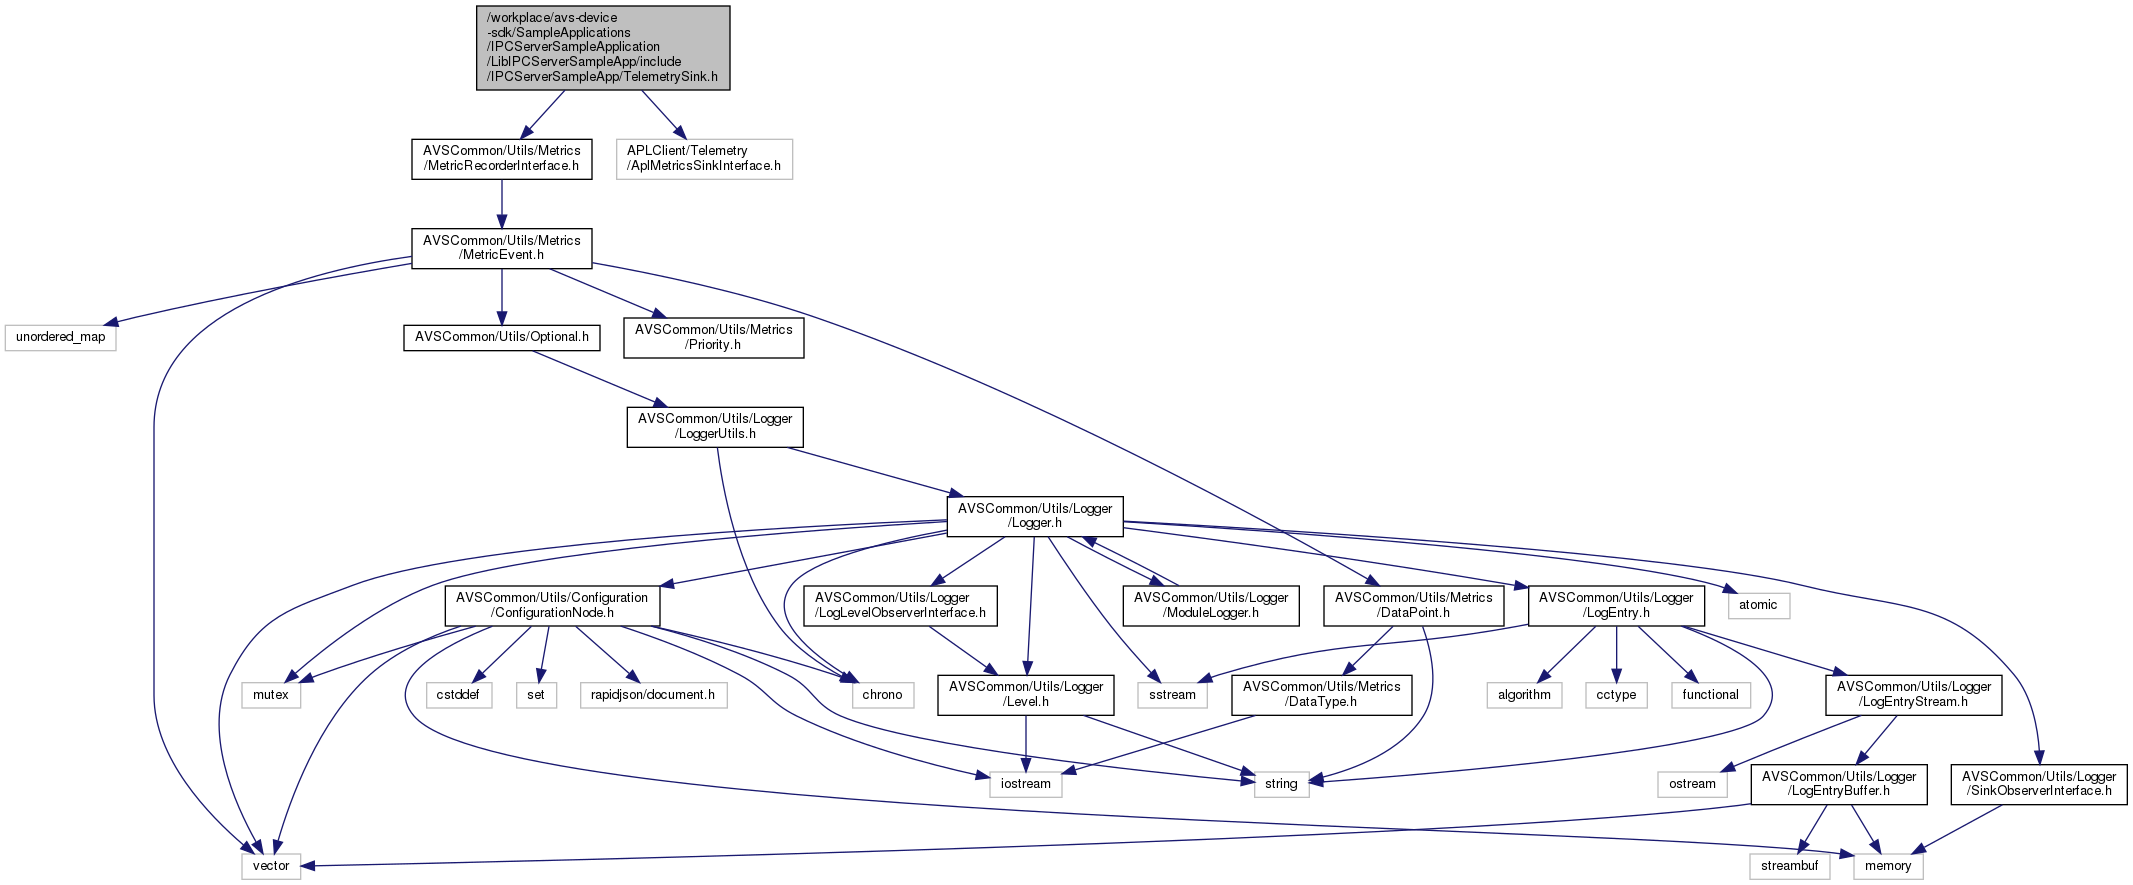 /workplace/avs-device
-sdk/SampleApplications
/IPCServerSampleApplication
/LibIPCServerSampleApp/include
/IPCServerSampleApp/TelemetrySink.h
AVSCommon/Utils/Metrics
/MetricRecorderInterface.h
APLClient/Telemetry
/AplMetricsSinkInterface.h
AVSCommon/Utils/Metrics
/MetricEvent.h
unordered_map
AVSCommon/Utils/Optional.h
AVSCommon/Utils/Metrics
/Priority.h
AVSCommon/Utils/Logger
/LoggerUtils.h
AVSCommon/Utils/Logger
/Logger.h
AVSCommon/Utils/Configuration
/ConfigurationNode.h
AVSCommon/Utils/Logger
/LogLevelObserverInterface.h
AVSCommon/Utils/Logger
/ModuleLogger.h
AVSCommon/Utils/Metrics
/DataPoint.h
AVSCommon/Utils/Logger
/LogEntry.h
atomic
mutex
cstddef
set
rapidjson/document.h
chrono
AVSCommon/Utils/Logger
/Level.h
sstream
AVSCommon/Utils/Metrics
/DataType.h
algorithm
cctype
functional
AVSCommon/Utils/Logger
/LogEntryStream.h
iostream
string
ostream
AVSCommon/Utils/Logger
/LogEntryBuffer.h
AVSCommon/Utils/Logger
/SinkObserverInterface.h
vector
streambuf
memory